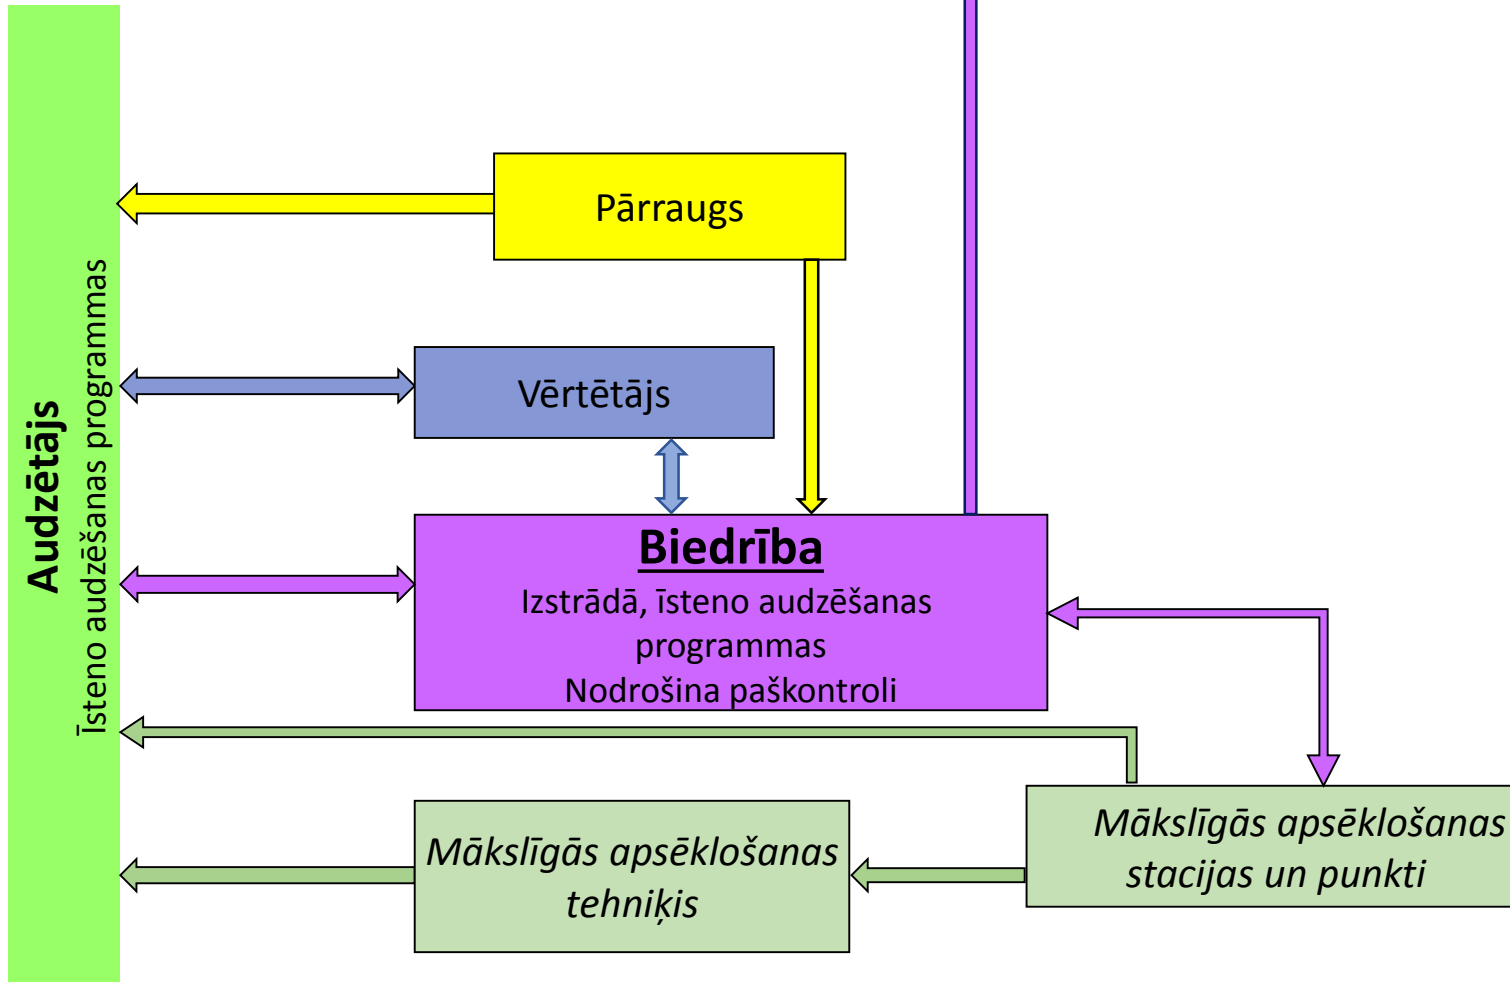 Audzētājs
Īsteno audzēšanas programmas
Pārraugs
Vērtētājs
Biedrība
Izstrādā, īsteno audzēšanas
programmas
Nodrošina paškontroli
Mākslīgās apsēklošanas
tehniķis
Mākslīgās apsēklošanas
stacijas un punkti